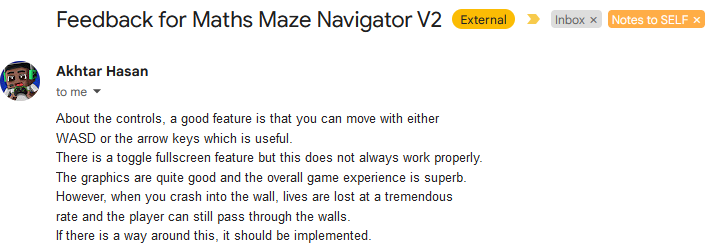 Feedback for Maths Maze Navigator V2 External Inbox × Notes to SELF ×
Akhtar Hasan
to me
About the controls, a good feature is that you can move with either
WASD or the arrow keys which is useful.
There is a toggle fullscreen feature but this does not always work properly.
The graphics are quite good and the overall game experience is superb.
However, when you crash into the wall, lives are lost at a tremendous
rate and the player can still pass through the walls.
If there is a way around this, it should be implemented.